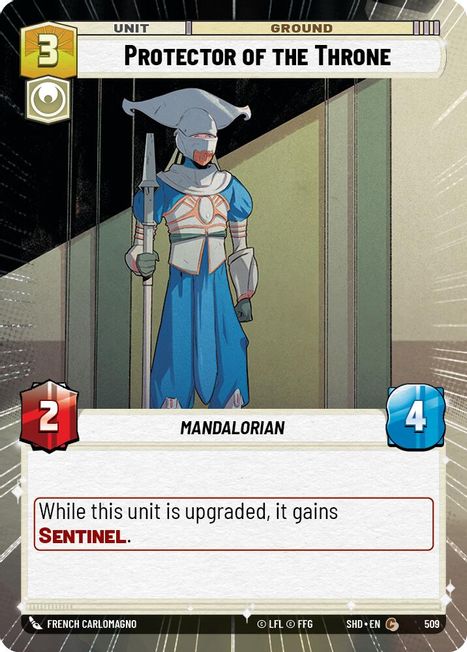 UNIT GROUND
3 PROTECTOR OF THE THRONE
2 MANDALORIAN 4
While this unit is upgraded, it gains
SENTINEL.
FRENCH CARLOMAGNO © LFL © FFG SHD • EN C 509